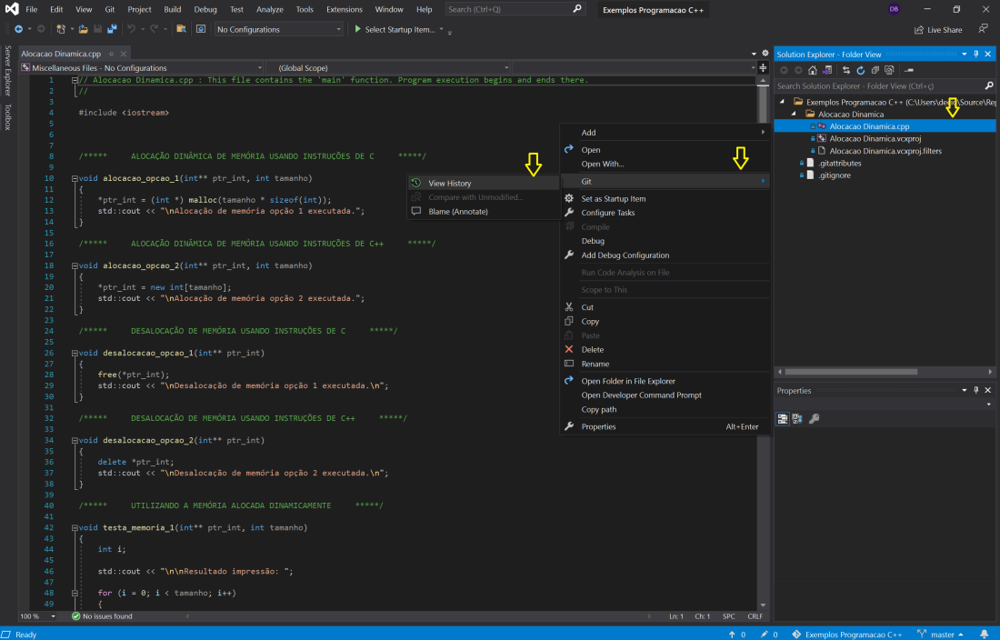 File Edit View Git Project Build Debug Test Analyze Tools Extensions Window Help Search (Ctrl+Q) Exemplos Programacao C++ DB
No Configurations Select Startup Item... Live Share
Server Explorer
Toolbox
Alocacao Dinamica.cpp
Miscellaneous Files - No Configurations (Global Scope)
1 // Alocacao Dinamica.cpp : This file contains the 'main' function. Program execution begins and ends there.
2 //
3
4 #include <iostream>
5
6
7
8 /***** ALOCAÇÃO DINÂMICA DE MEMÓRIA USANDO INSTRUÇÕES DE C *****/
9
10 void alocacao_opcao_1(int** ptr_int, int tamanho)
11 {
12 *ptr_int = (int *) malloc(tamanho * sizeof(int));
13 std::cout << "\nAlocação de memória opção 1 executada.";
14 }
15
16 /***** ALOCAÇÃO DINÂMICA DE MEMÓRIA USANDO INSTRUÇÕES DE C++ *****/
17
18 void alocacao_opcao_2(int** ptr_int, int tamanho)
19 {
20 *ptr_int = new int[tamanho];
21 std::cout << "\nAlocação de memória opção 2 executada.";
22 }
23
24 /***** DESALOCAÇÃO DE MEMÓRIA USANDO INSTRUÇÕES DE C *****/
25
26 void desalocacao_opcao_1(int** ptr_int)
27 {
28 free(*ptr_int);
29 std::cout << "\nDesalocação de memória opção 1 executada.\n";
30 }
31
32 /***** DESALOCAÇÃO DE MEMÓRIA USANDO INSTRUÇÕES DE C++ *****/
33
34 void desalocacao_opcao_2(int** ptr_int)
35 {
36 delete *ptr_int;
37 std::cout << "\nDesalocação de memória opção 2 executada.\n";
38 }
39
40 /***** UTILIZANDO A MEMÓRIA ALOCADA DINAMICAMENTE *****/
41
42 void testa_memoria_1(int** ptr_int, int tamanho)
43 {
44 int i;
45
46 std::cout << "\n\nResultado impressão: ";
47
48 for (i = 0; i < tamanho; i++)
49 {
View History
Compare with Unmodified...
Blame (Annotate)
Add
Open
Open With...
Git
Set as Startup Item
Configure Tasks
Compile
Debug
Add Debug Configuration
Run Code Analysis on File
Scope to This
Cut
Copy
Paste
Delete
Rename
Open Folder in File Explorer
Open Developer Command Prompt
Copy path
Properties Alt+Enter
Solution Explorer - Folder View
Search Solution Explorer - Folder View (Ctrl+ç)
Exemplos Programacao C++ (C:\Users\deci\Source\Rep
Alocacao Dinamica
Alocacao Dinamica.cpp
Alocacao Dinamica.vcxproj
Alocacao Dinamica.vcxproj.filters
.gitattributes
.gitignore
Properties
100 % No issues found Ln: 1 Ch: 1 SPC CRLF
Ready 0 0 Exemplos Programacao C++ master